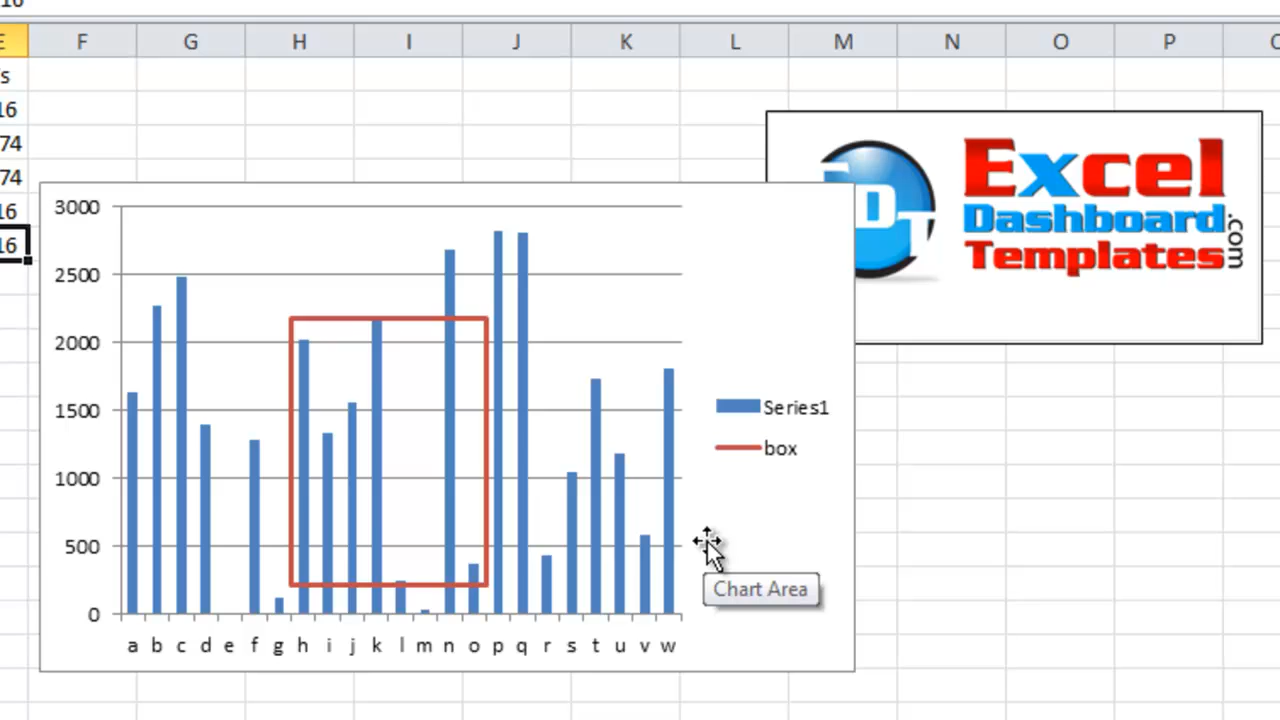 16
E F G H I J K L M N O P
s
16
74
74
16
16
Excel
Dashboard
Templates
.com
DT
3000
2500
2000
1500
1000
500
0
a b c d e f g h i j k l m n o p q r s t u v w
Series1
box
Chart Area